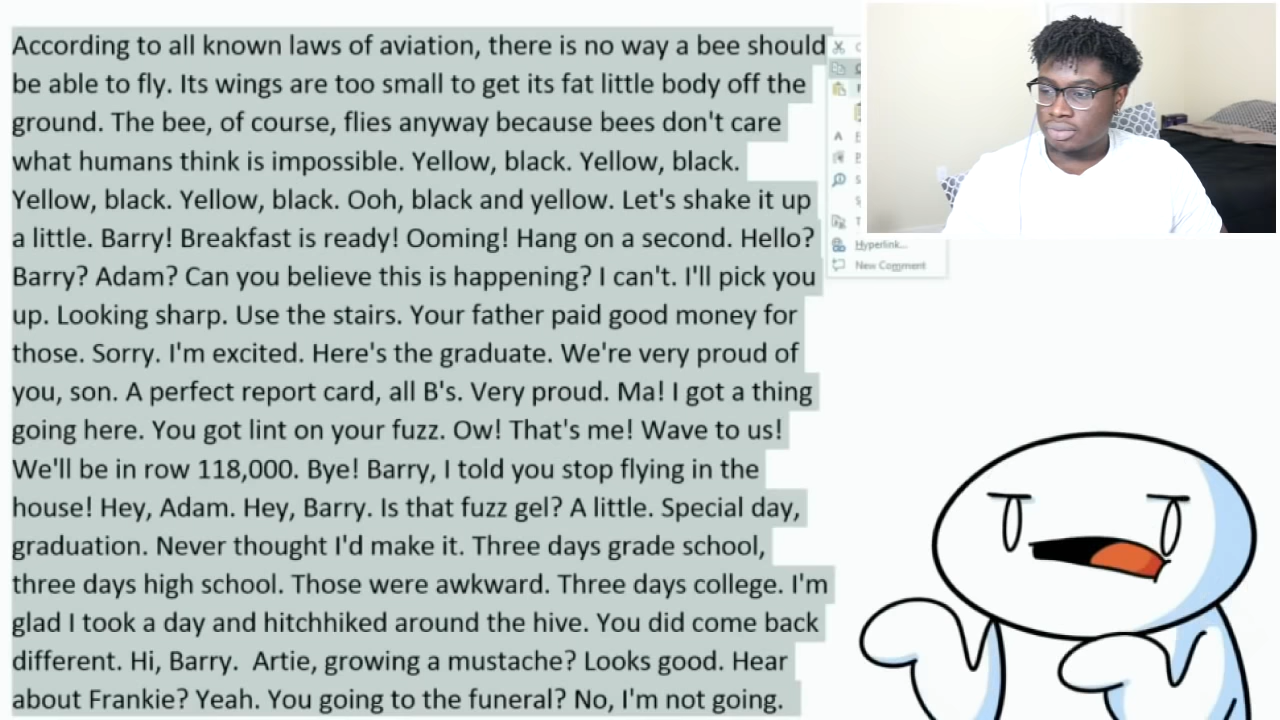 According to all known laws of aviation, there is no way a bee should
be able to fly. Its wings are too small to get its fat little body off the
ground. The bee, of course, flies anyway because bees don't care
what humans think is impossible. Yellow, black. Yellow, black.
Yellow, black. Yellow, black. Ooh, black and yellow. Let's shake it up
a little. Barry! Breakfast is ready! Ooming! Hang on a second. Hello?
Barry? Adam? Can you believe this is happening? I can't. I'll pick you
up. Looking sharp. Use the stairs. Your father paid good money for
those. Sorry. I'm excited. Here's the graduate. We're very proud of
you, son. A perfect report card, all B's. Very proud. Ma! I got a thing
going here. You got lint on your fuzz. Ow! That's me! Wave to us!
We'll be in row 118,000. Bye! Barry, I told you stop flying in the
house! Hey, Adam. Hey, Barry. Is that fuzz gel? A little. Special day,
graduation. Never thought I'd make it. Three days grade school,
three days high school. Those were awkward. Three days college. I'm
glad I took a day and hitchhiked around the hive. You did come back
different. Hi, Barry.  Artie, growing a mustache? Looks good. Hear
about Frankie? Yeah. You going to the funeral? No, I'm not going.
Hyperlink...
New Comment